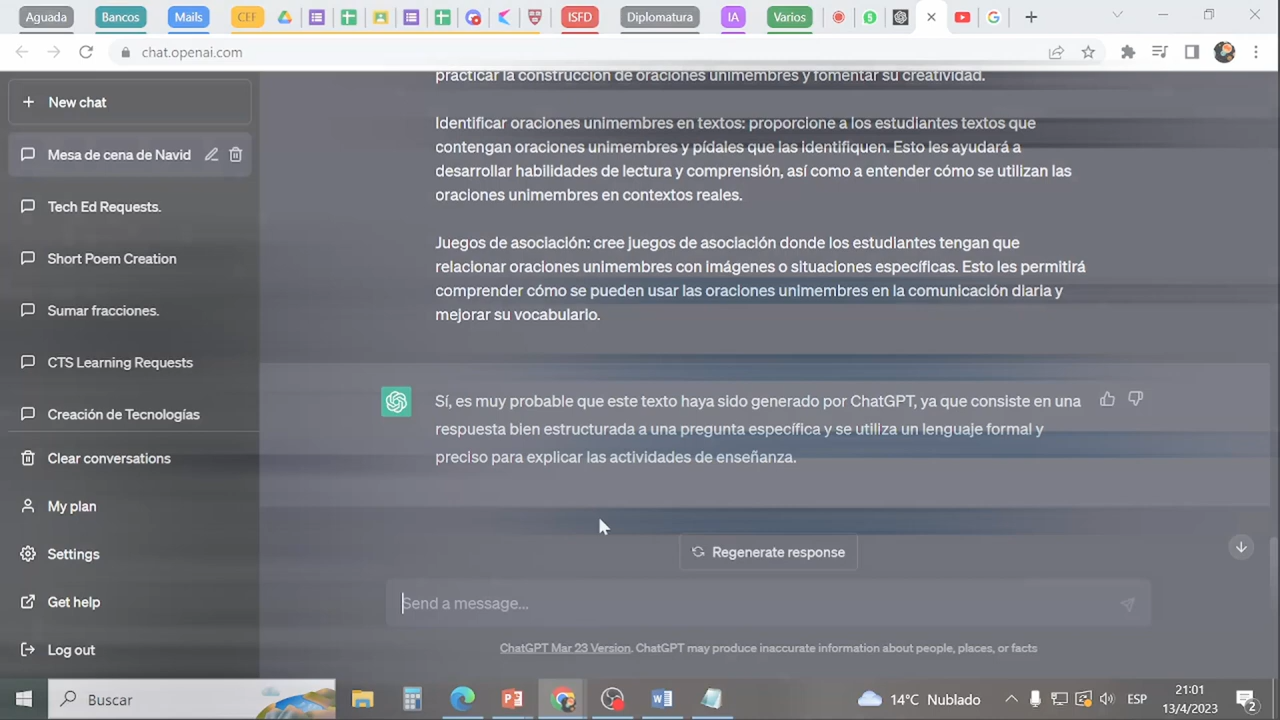 Aguada
Bancos
Mails
CEF
ISFD
Diplomatura
IA
Varios
chat.openai.com
New chat
Mesa de cena de Navid
Tech Ed Requests.
Short Poem Creation
Sumar fracciones.
CTS Learning Requests
Creación de Tecnologías
Clear conversations
My plan
Settings
Get help
Log out
practicar la construcción de oraciones unimembres y fomentar su creatividad.
Identificar oraciones unimembres en textos: proporcione a los estudiantes textos que
contengan oraciones unimembres y pídales que las identifiquen. Esto les ayudará a
desarrollar habilidades de lectura y comprensión, así como a entender cómo se utilizan las
oraciones unimembres en contextos reales.
Juegos de asociación: cree juegos de asociación donde los estudiantes tengan que
relacionar oraciones unimembres con imágenes o situaciones específicas. Esto les permitirá
comprender cómo se pueden usar las oraciones unimembres en la comunicación diaria y
mejorar su vocabulario.
Sí, es muy probable que este texto haya sido generado por ChatGPT, ya que consiste en una
respuesta bien estructurada a una pregunta específica y se utiliza un lenguaje formal y
preciso para explicar las actividades de enseñanza.
Regenerate response
Send a message...
ChatGPT Mar 23 Version. ChatGPT may produce inaccurate information about people, places, or facts
Buscar
14°C Nublado
ESP
21:01
13/4/2023
2